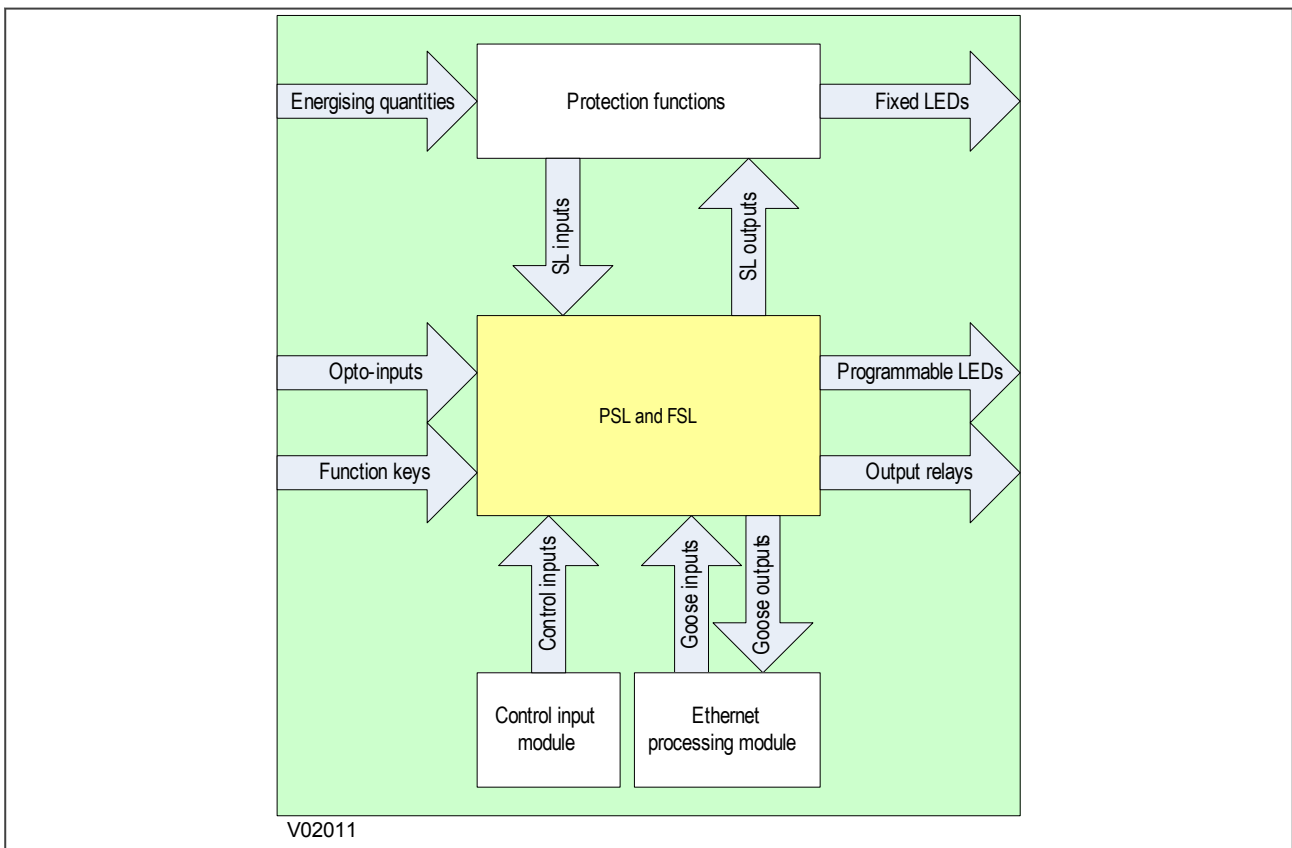 Energising quantities
Protection functions
Fixed LEDs
SL inputs
SL outputs
Opto-inputs
Programmable LEDs
PSL and FSL
Function keys
Output relays
Control inputs
Goose inputs
Goose outputs
Control input
module
Ethernet
processing module
V02011